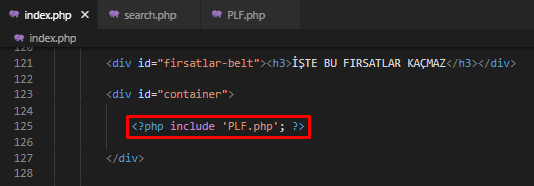 index.php
search.php
PLF.php
index.php
120
121 <div id="firsatlar-belt"><h3>İŞTE BU FIRSATLAR KAÇMAZ</h3></div>
122
123 <div id="container">
124
125 <?php include 'PLF.php'; ?>
126
127 </div>
128